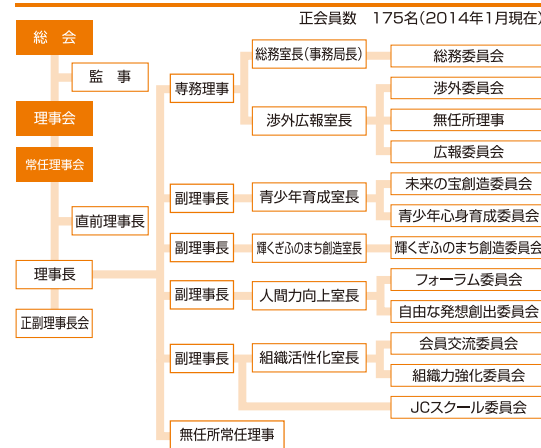 正会員数 175名(2014年1月現在)
総 会
監 事
理事会
常任理事会
直前理事長
理事長
正副理事長会
専務理事
総務室長(事務局長)
総務委員会
渉外広報室長
渉外委員会
無任所理事
広報委員会
副理事長
青少年育成室長
未来の宝創造委員会
青少年心身育成委員会
副理事長
輝くぎふのまち創造室長
輝くぎふのまち創造委員会
副理事長
人間力向上室長
フォーラム委員会
自由な発想創出委員会
副理事長
組織活性化室長
会員交流委員会
組織力強化委員会
JCスクール委員会
無任所常任理事